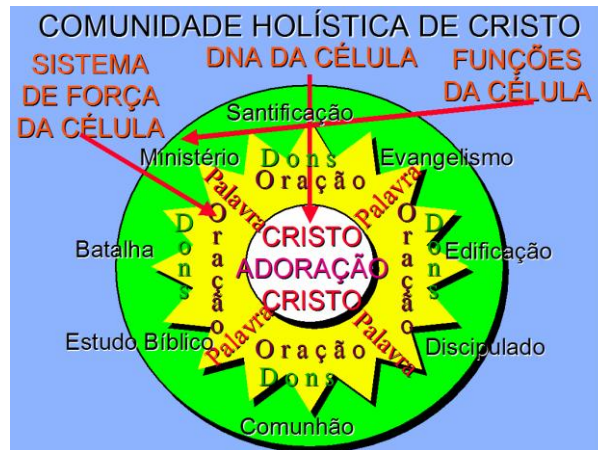 COMUNIDADE HOLÍSTICA DE CRISTO
SISTEMA
DE FORÇA
DA CÉLULA
DNA DA CÉLULA
FUNÇÕES
DA CÉLULA
Santificação
Ministério
Dons
Evangelismo
Oração
Palavra
Palavra
Dons
Oração
CRISTO
ADORAÇÃO
CRISTO
Oração
Dons
Batalha
Edificação
Estudo Bíblico
Palavra
Palavra
Discipulado
Oração
Dons
Comunhão